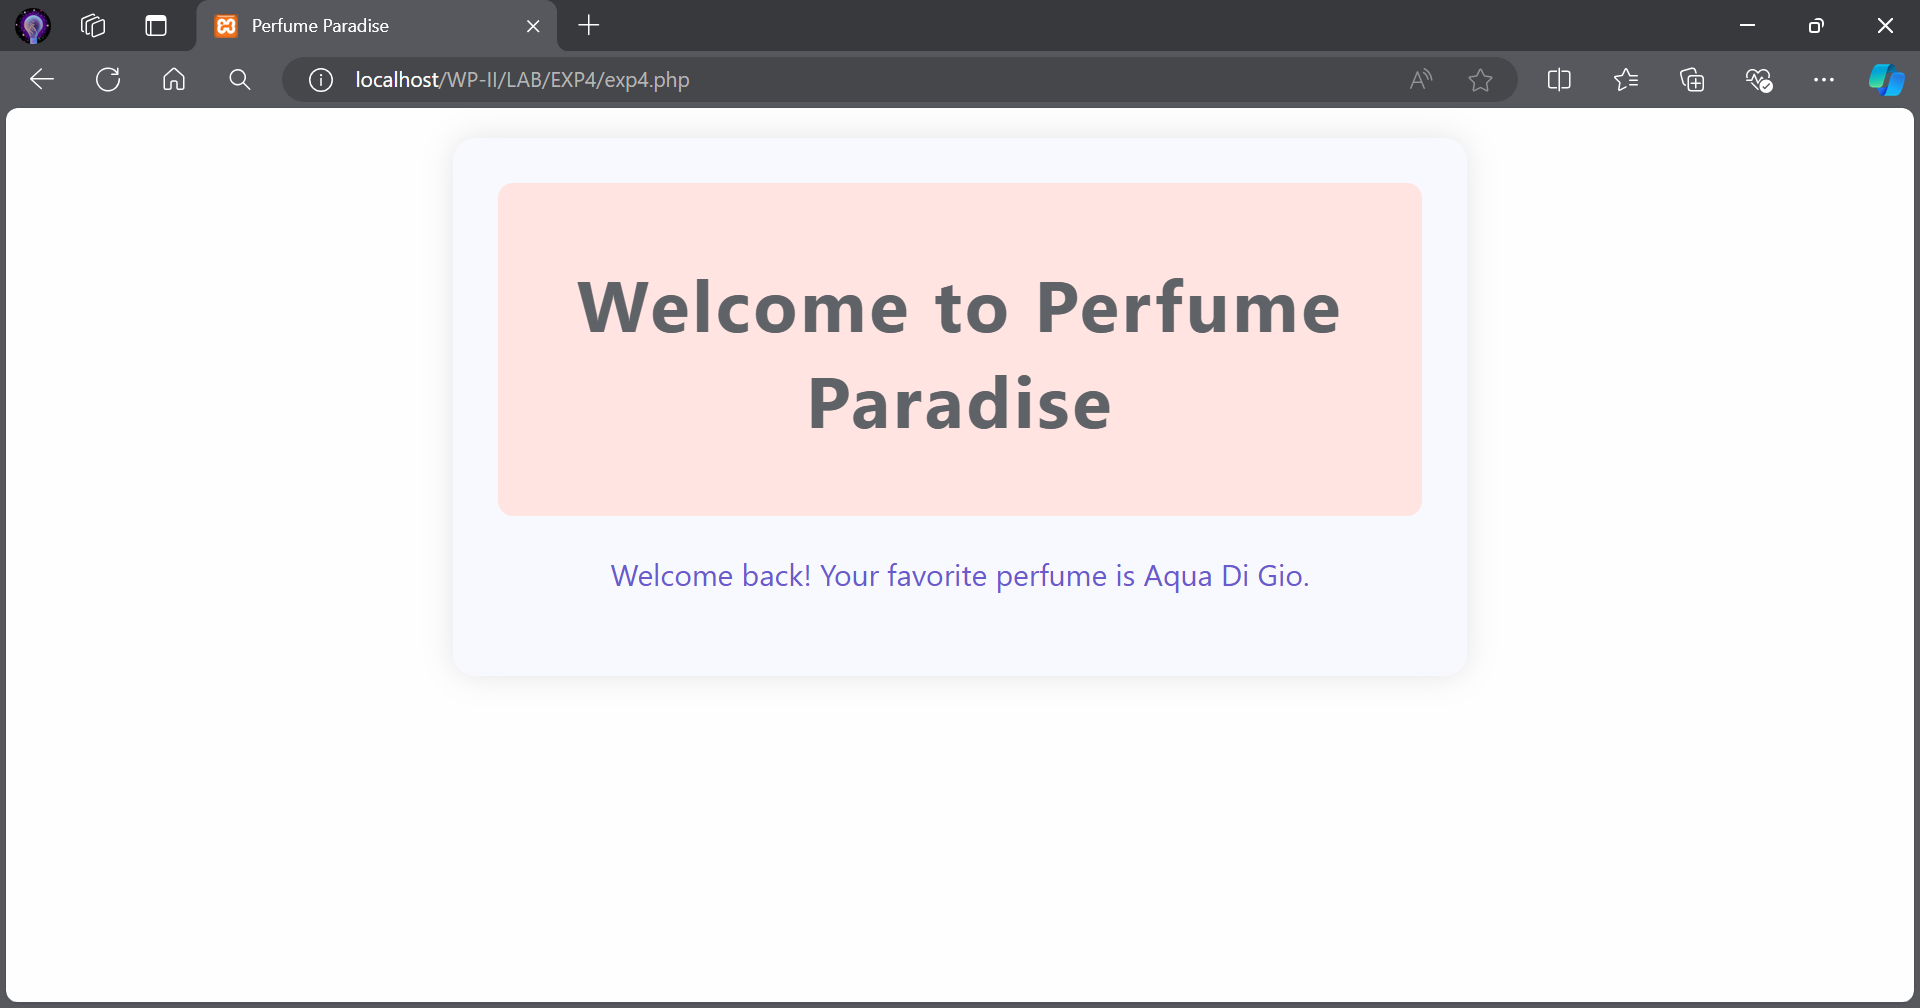 Perfume Paradise
localhost/WP-II/LAB/EXP4/exp4.php
Welcome to Perfume
Paradise
Welcome back! Your favorite perfume is Aqua Di Gio.